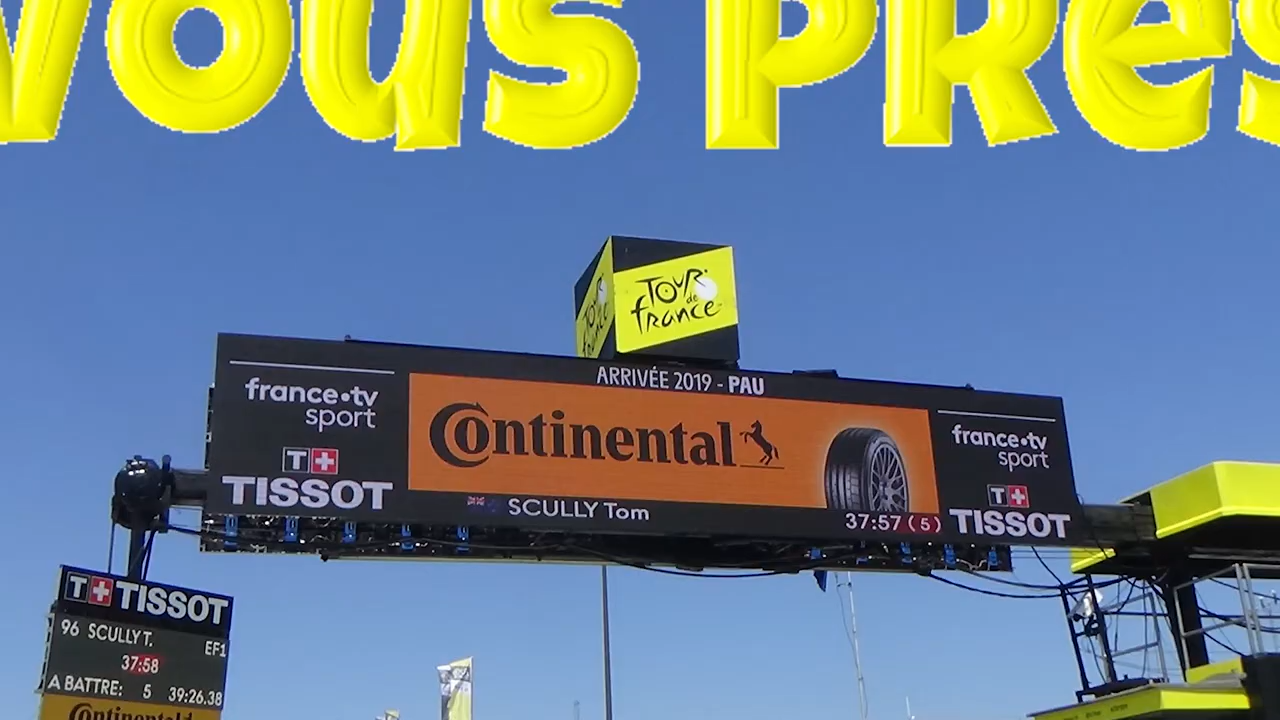 vous pres
TOUR
de
france
ARRIVÉE 2019 - PAU
france•tv
sport
T+
TISSOT
Continental
SCULLY Tom
37:57 (5)
france•tv
sport
T+
TISSOT
T+ TISSOT
96 SCULLY T. EF1
37:58
A BATTRE: 5 39:26.38
Continental